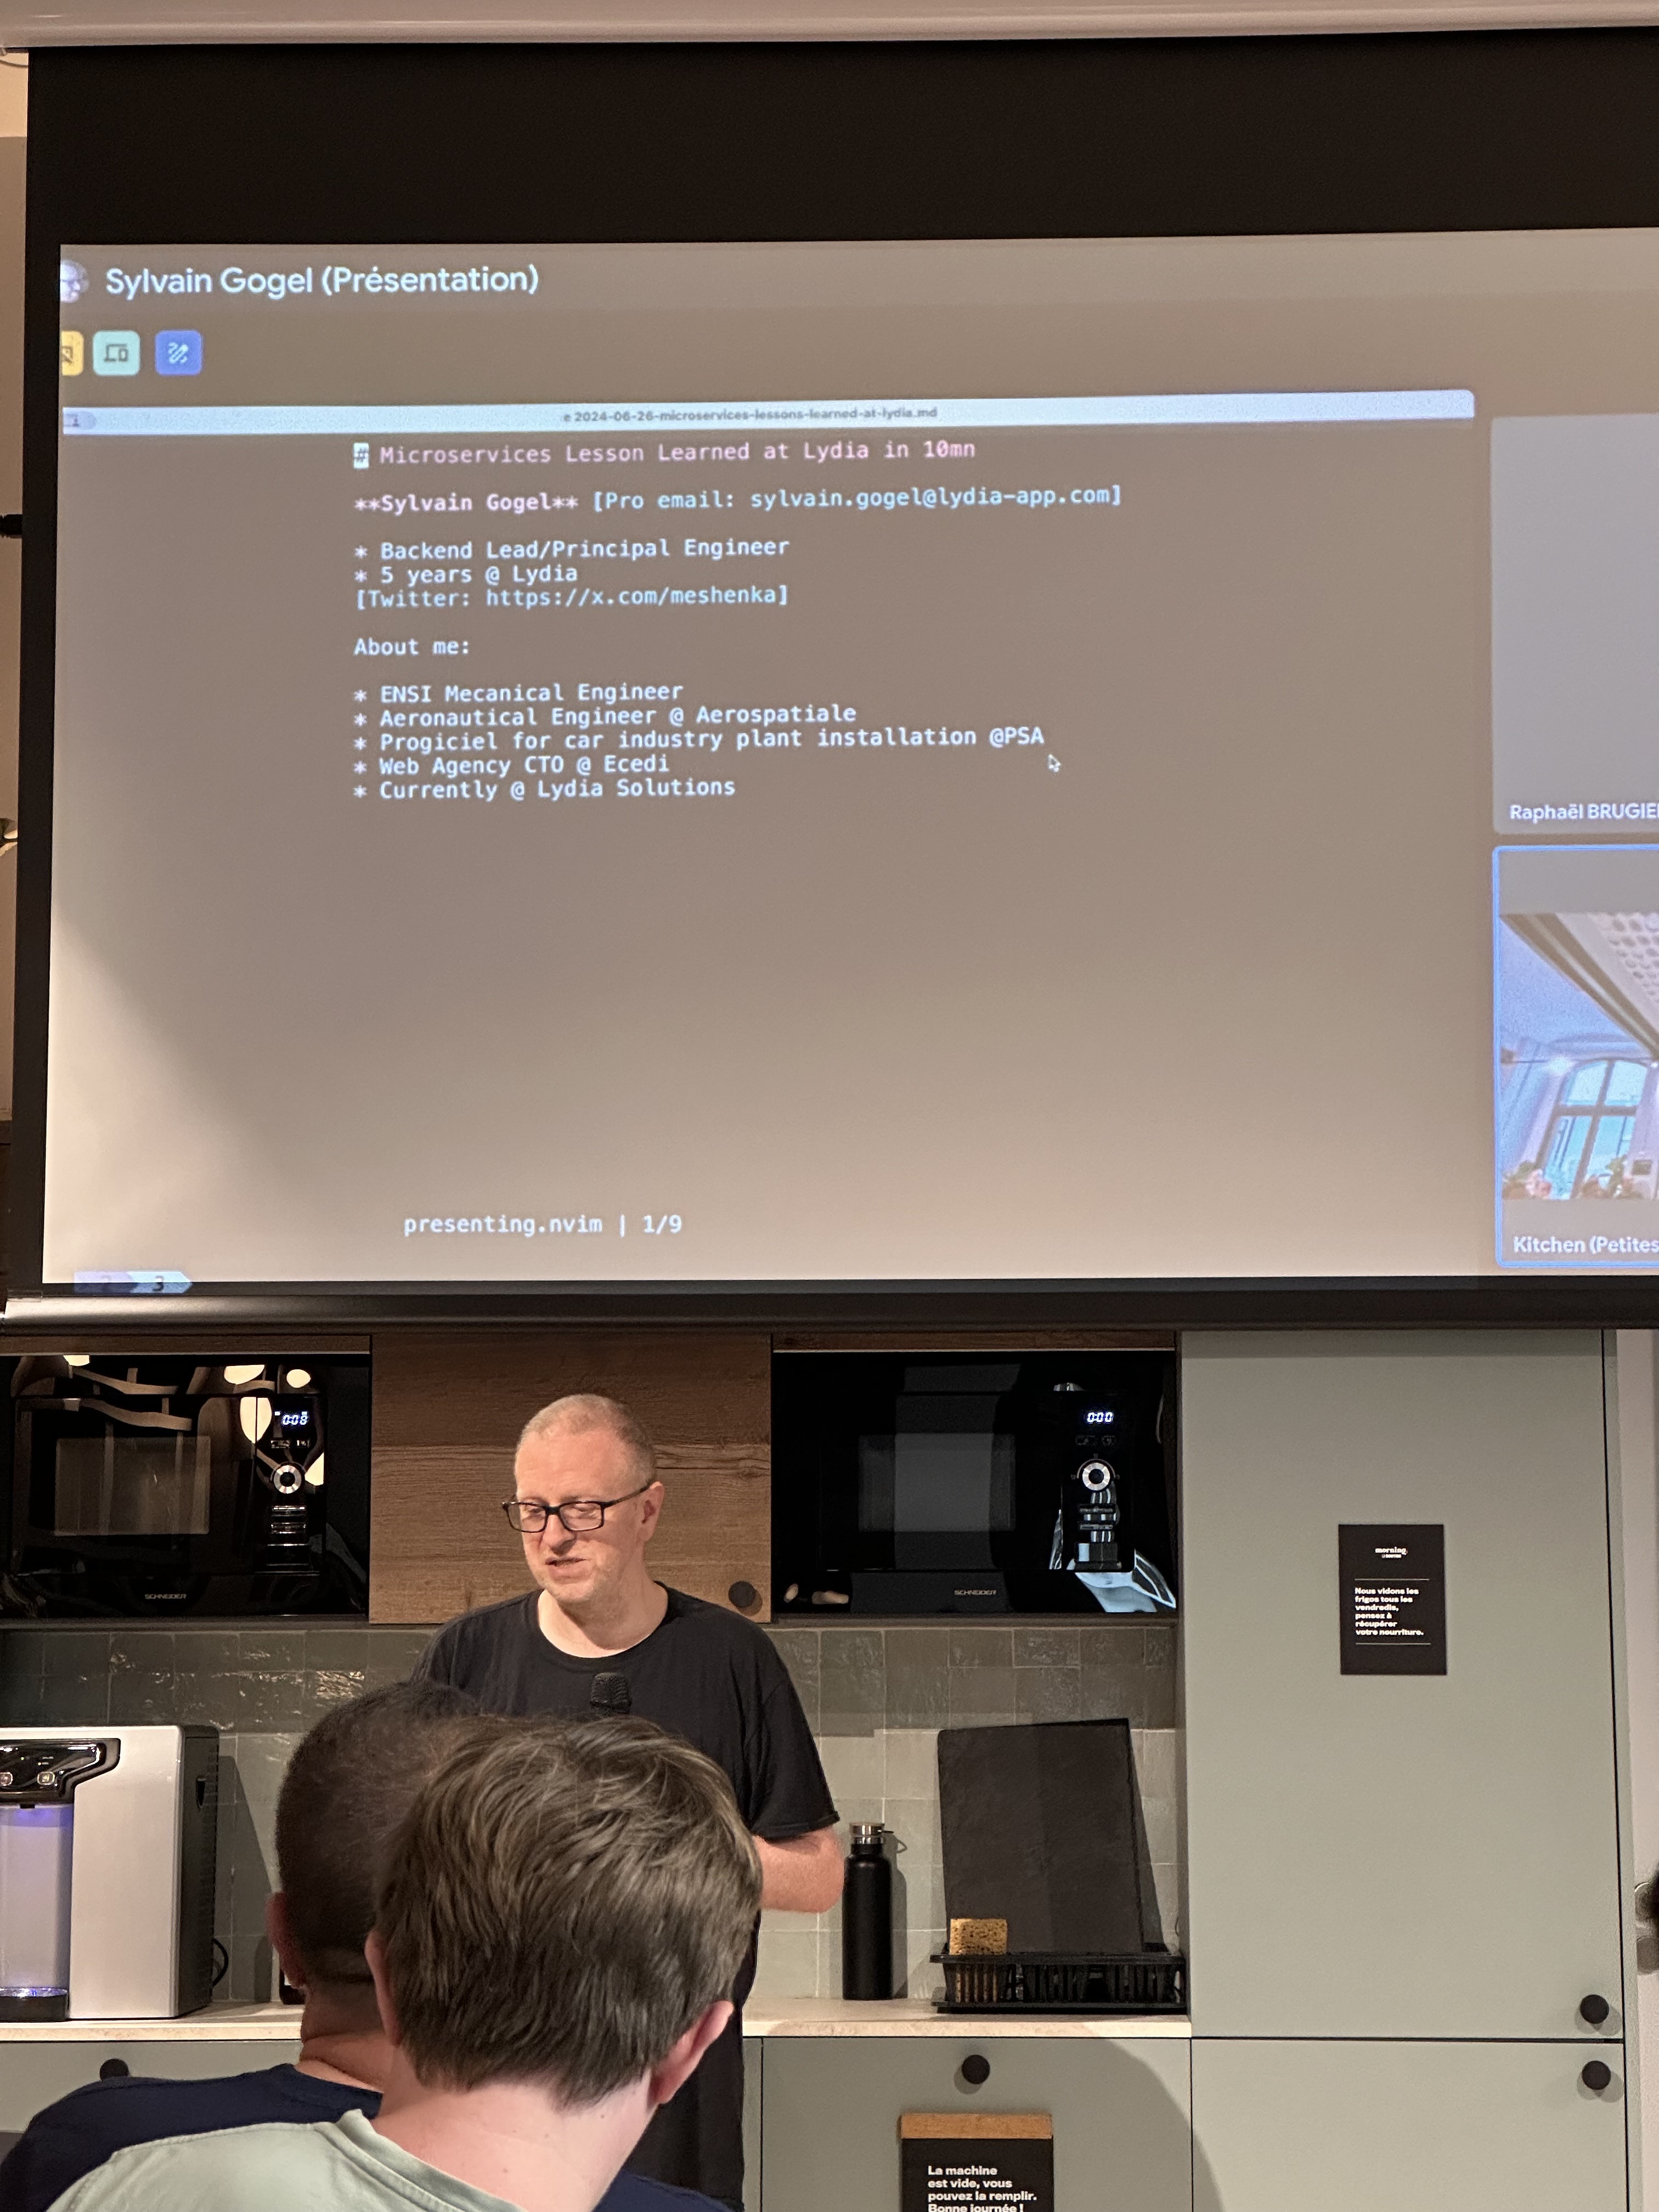 Sylvain Gogel (Présentation)
1
e 2024-06-26-microservices-lessons-learned-at-lydia.md
# Microservices Lesson Learned at Lydia in 10mn
**Sylvain Gogel** [Pro email: sylvain.gogel@lydia-app.com]
* Backend Lead/Principal Engineer
* 5 years @ Lydia
[Twitter: https://x.com/meshenka]
About me:
* ENSI Mecanical Engineer
* Aeronautical Engineer @ Aerospatiale
* Progiciel for car industry plant installation @PSA
* Web Agency CTO @ Ecedi
* Currently @ Lydia Solutions
Raphaël BRUGIE
Kitchen (Petites
presenting.nvim | 1/9
2 3
0:08
0:00
SCHNEIDER
SCHNEIDER
morning
Nous vidons les
frigos tous les
vendredis,
pensez à
récupérer
votre nourriture.
La machine
est vide, vous
pouvez la remplir.
Bonne journée !